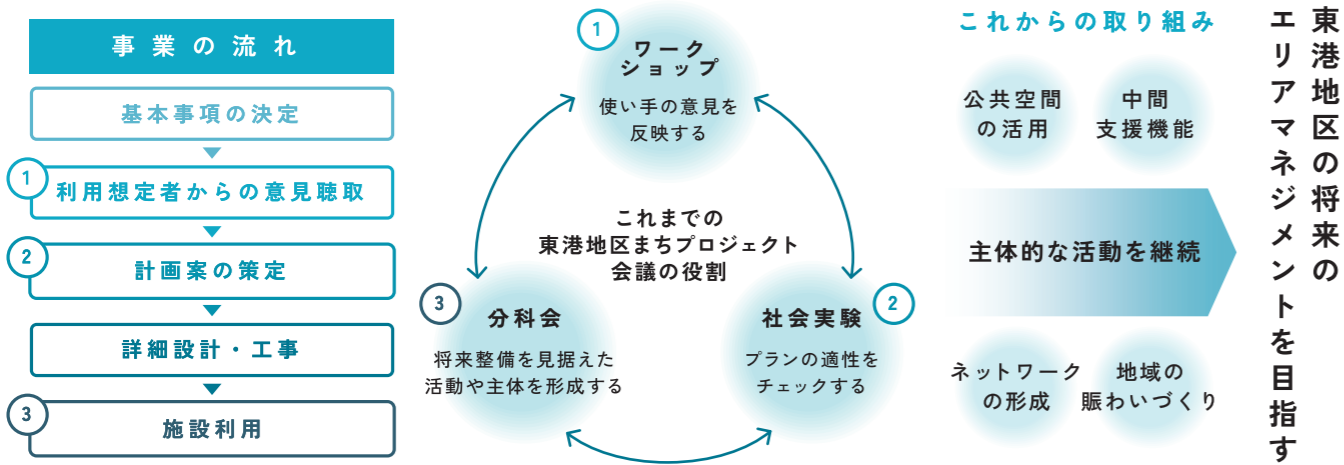 事業の流れ
基本事項の決定
1
利用想定者からの意見聴取
2
計画案の策定
詳細設計・工事
3
施設利用
1
ワーク
ショップ
使い手の意見を
反映する
これまでの
東港地区まちプロジェクト
会議の役割
3
分科会
将来整備を見据えた
活動や主体を形成する
2
社会実験
プランの適性を
チェックする
これからの取り組み
公共空間
の活用
中間
支援機能
主体的な活動を継続
ネットワーク
の形成
地域の
賑わいづくり
東港地区の将来の
エリアマネジメントを目指す